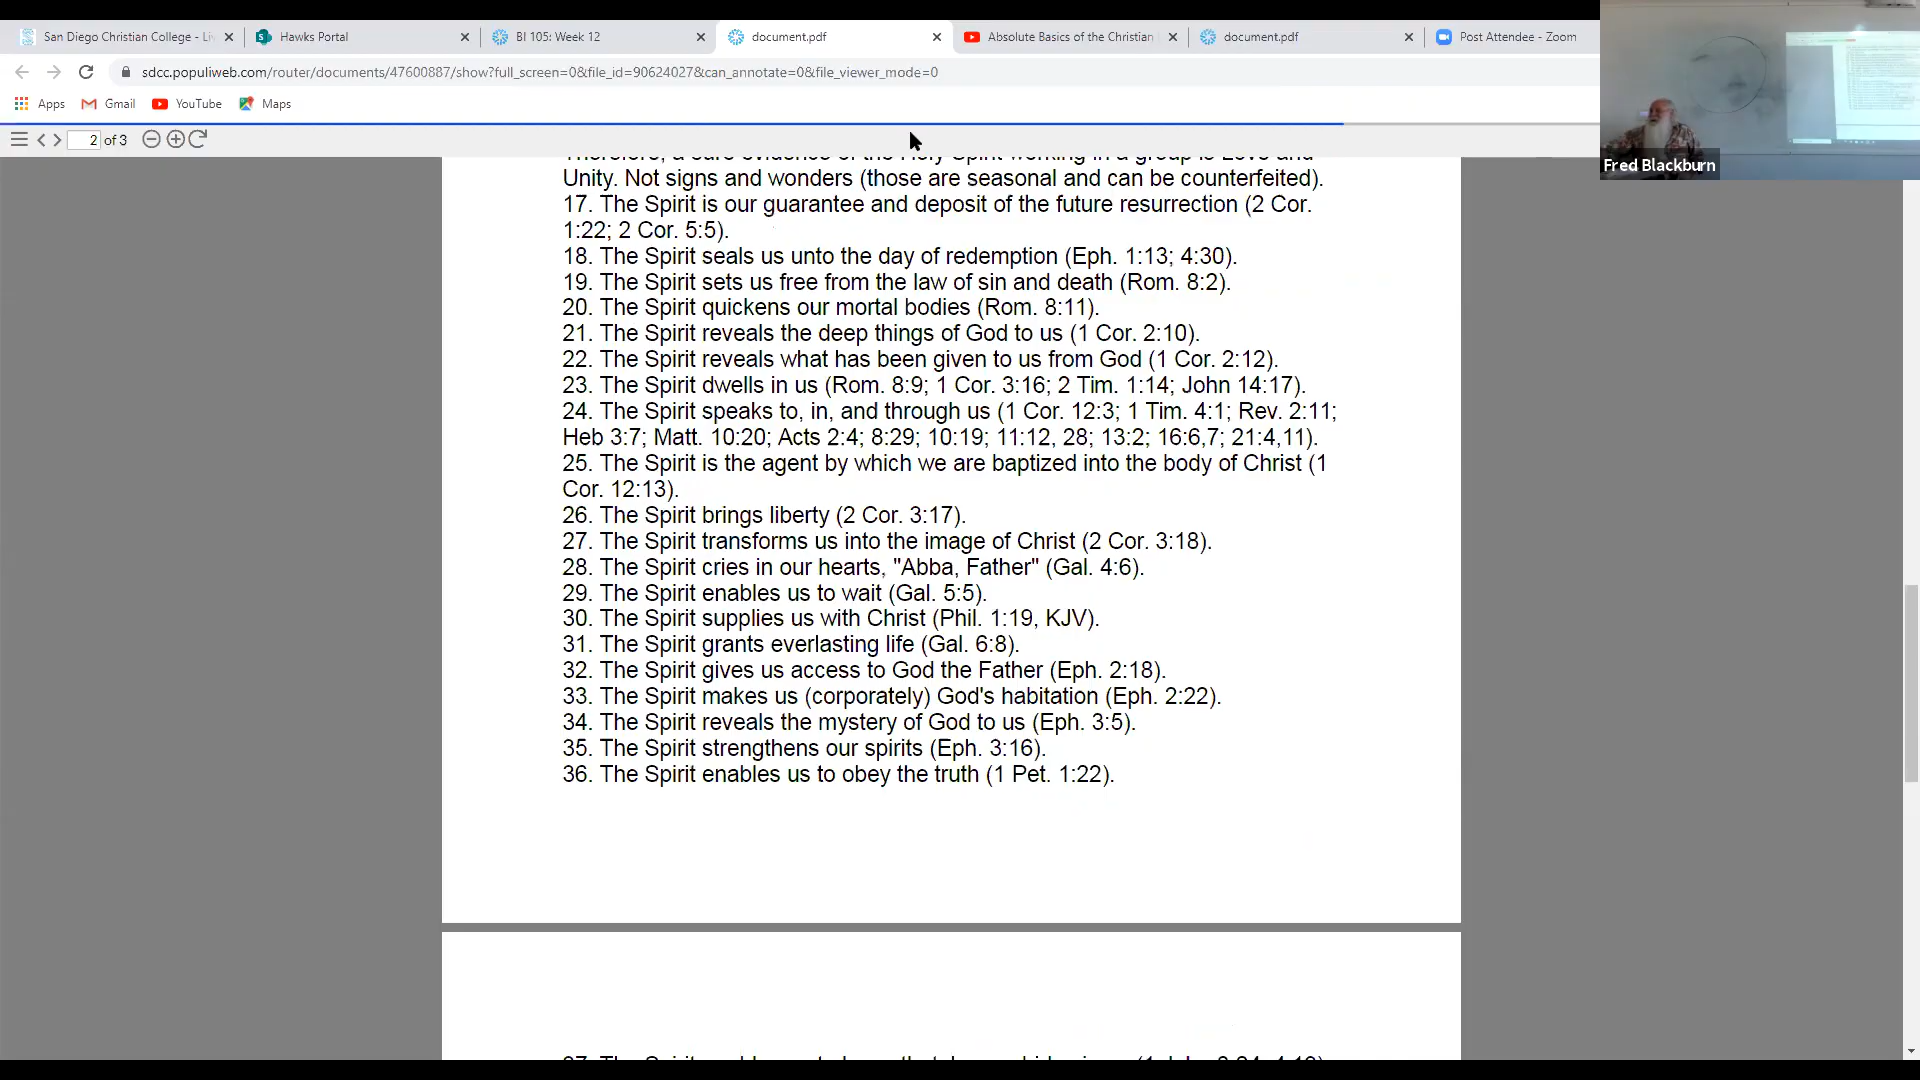 San Diego Christian College - Li
Hawks Portal
BI 105: Week 12
document.pdf
Absolute Basics of the Christian
document.pdf
Post Attendee - Zoom
sdcc.populiweb.com/router/documents/47600887/show?full_screen=0&file_id=90624027&can_annotate=0&file_viewer_mode=0
Apps
Gmail
YouTube
Maps
Fred Blackburn
2 of 3
Therefore, a sure evidence of the Holy Spirit working in a group is Love and
Unity. Not signs and wonders (those are seasonal and can be counterfeited).
17. The Spirit is our guarantee and deposit of the future resurrection (2 Cor.
1:22; 2 Cor. 5:5).
18. The Spirit seals us unto the day of redemption (Eph. 1:13; 4:30).
19. The Spirit sets us free from the law of sin and death (Rom. 8:2).
20. The Spirit quickens our mortal bodies (Rom. 8:11).
21. The Spirit reveals the deep things of God to us (1 Cor. 2:10).
22. The Spirit reveals what has been given to us from God (1 Cor. 2:12).
23. The Spirit dwells in us (Rom. 8:9; 1 Cor. 3:16; 2 Tim. 1:14; John 14:17).
24. The Spirit speaks to, in, and through us (1 Cor. 12:3; 1 Tim. 4:1; Rev. 2:11;
Heb 3:7; Matt. 10:20; Acts 2:4; 8:29; 10:19; 11:12, 28; 13:2; 16:6,7; 21:4,11).
25. The Spirit is the agent by which we are baptized into the body of Christ (1
Cor. 12:13).
26. The Spirit brings liberty (2 Cor. 3:17).
27. The Spirit transforms us into the image of Christ (2 Cor. 3:18).
28. The Spirit cries in our hearts, "Abba, Father" (Gal. 4:6).
29. The Spirit enables us to wait (Gal. 5:5).
30. The Spirit supplies us with Christ (Phil. 1:19, KJV).
31. The Spirit grants everlasting life (Gal. 6:8).
32. The Spirit gives us access to God the Father (Eph. 2:18).
33. The Spirit makes us (corporately) God's habitation (Eph. 2:22).
34. The Spirit reveals the mystery of God to us (Eph. 3:5).
35. The Spirit strengthens our spirits (Eph. 3:16).
36. The Spirit enables us to obey the truth (1 Pet. 1:22).